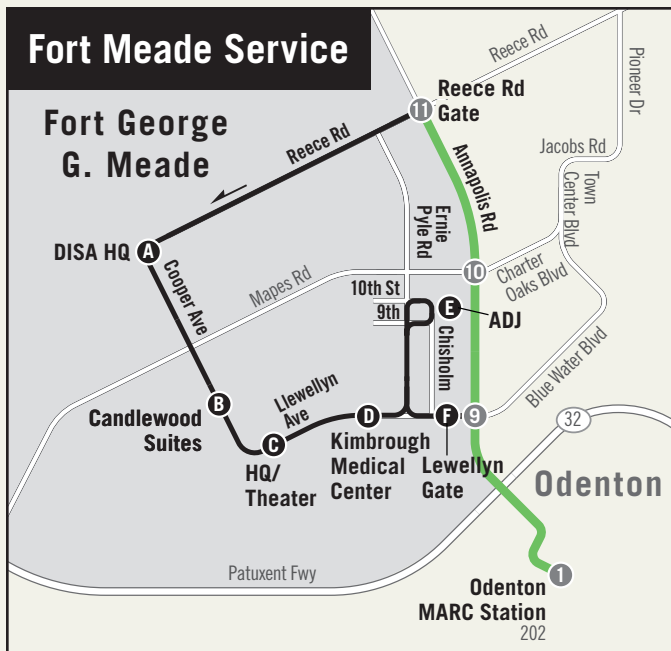 Fort Meade Service
Fort George
G. Meade
Reece Rd
Pioneer Dr
11
Reece Rd
Gate
Reece Rd
Annapolis Rd
Jacobs Rd
Town
Center Blvd
Ernie
Pyle Rd
DISA HQ
A
Cooper Ave
Mapes Rd
10
Charter
Oaks Blvd
10th St
9th
E
ADJ
Chisholm
Blue Water Blvd
B
Candlewood
Suites
Llewellyn
Ave
C
HQ/
Theater
D
Kimbrough
Medical
Center
F
Lewellyn
Gate
9
32
Odenton
Patuxent Fwy
1
Odenton
MARC Station
202